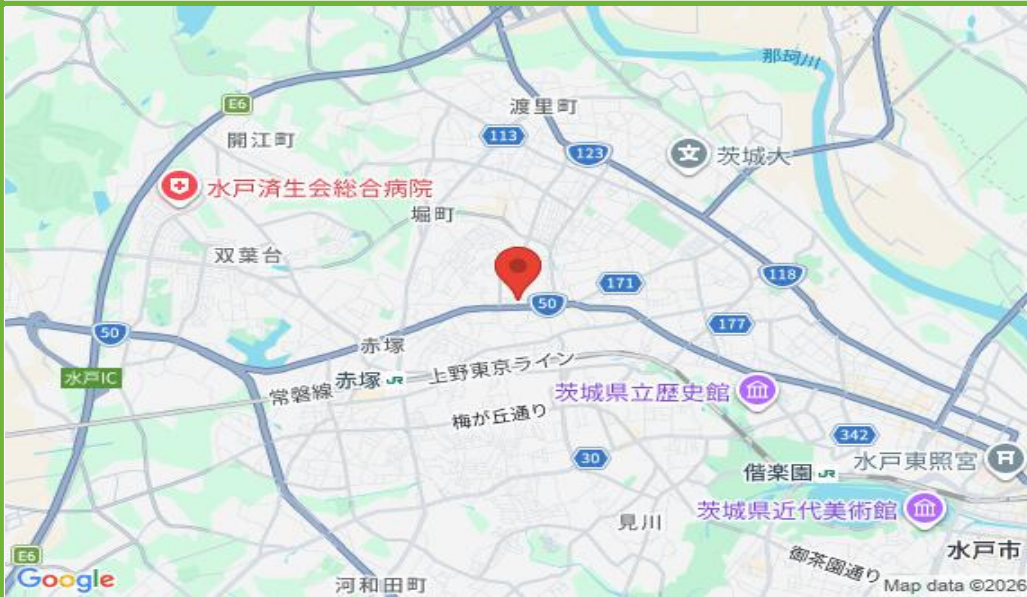 那珂川
E6
渡里町
開江町
113
123
茨城大
水戸済生会総合病院
堀町
双葉台
118
171
50
177
50
赤塚
水戸IC
赤塚 JR
上野東京ライン
常磐線
茨城県立歴史館
梅が丘通り
342
30
水戸東照宮
偕楽園 JR
茨城県近代美術館
見川
水戸市
御茶園通り
E6
河和田町
Google
Map data ©2026